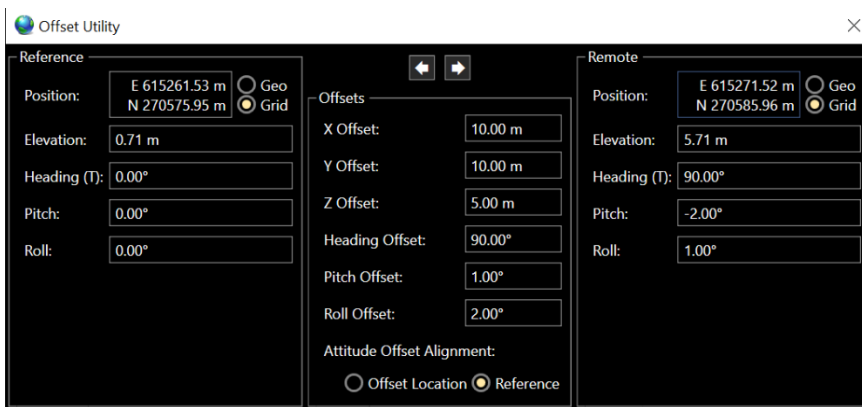 Offset Utility
Reference
Position:
E 615261.53 m
N 270575.95 m
Geo
Grid
Elevation:
0.71 m
Heading (T):
0.00°
Pitch:
0.00°
Roll:
0.00°
Offsets
X Offset:
10.00 m
Y Offset:
10.00 m
Z Offset:
5.00 m
Heading Offset:
90.00°
Pitch Offset:
1.00°
Roll Offset:
2.00°
Attitude Offset Alignment:
Offset Location
Reference
Remote
Position:
E 615271.52 m
N 270585.96 m
Geo
Grid
Elevation:
5.71 m
Heading (T):
90.00°
Pitch:
-2.00°
Roll:
1.00°